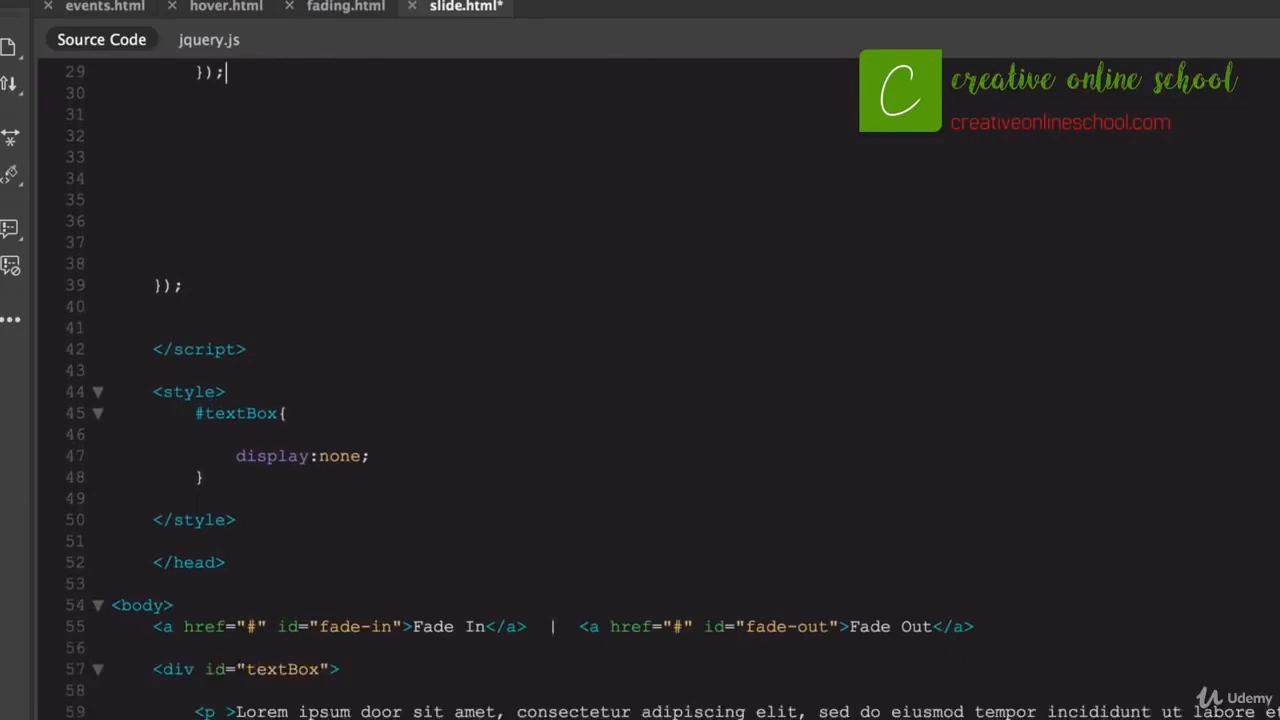 events.html hover.html fading.html slide.html*
Source Code jquery.js
C creative online school
creativeonlineschool.com
29 });
30
31
32
33
34
35
36
37
38
39 });
40
41
42 </script>
43
44 <style>
45 #textBox{
46
47 display:none;
48 }
49
50 </style>
51
52 </head>
53
54 <body>
55 <a href="#" id="fade-in">Fade In</a> | <a href="#" id="fade-out">Fade Out</a>
56
57 <div id="textBox">
58
59 <p >Lorem ipsum door sit amet, consectetur adipiscing elit, sed do eiusmod tempor incididunt ut labore
Udemy